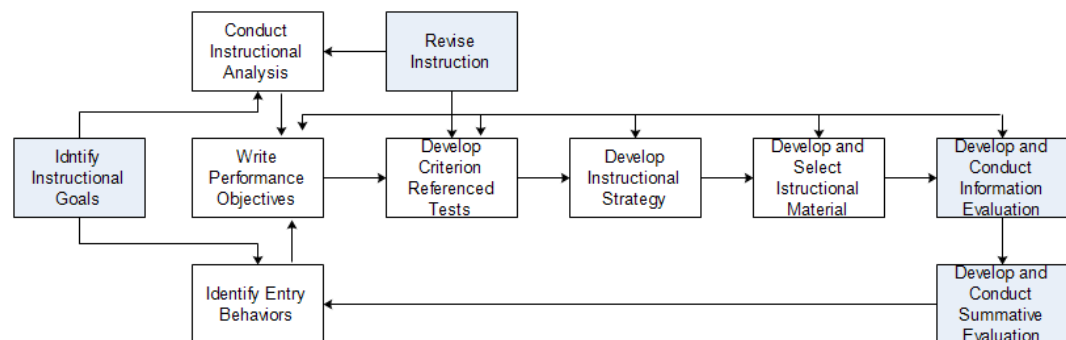 Conduct
Instructional
Analysis
Revise
Instruction
Idntify
Instructional
Goals
Write
Performance
Objectives
Develop
Criterion
Referenced
Tests
Develop
Instructional
Strategy
Develop and
Select
Istructional
Material
Develop and
Conduct
Information
Evaluation
Identify Entry
Behaviors
Develop and
Conduct
Summative
Evaluation